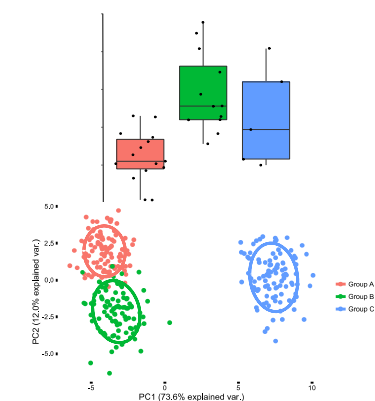 5.0
2.5
0.0
-2.5
-5.0
PC2 (12.0% explained var.)
-5
0
5
10
PC1 (73.6% explained var.)
Group A
Group B
Group C